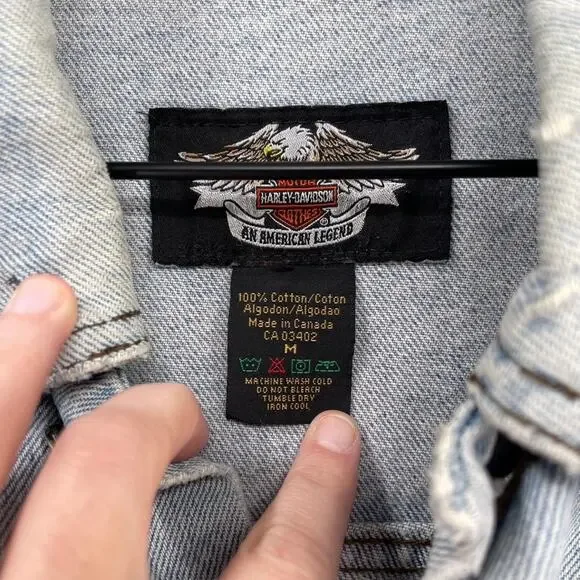 MOTOR
HARLEY-DAVIDSON
CLOTHES
®
AN AMERICAN LEGEND
100% Cotton/Coton
Algodon/Algodao
Made in Canada
CA 03402
M
MACHINE WASH COLD
DO NOT BLEACH
TUMBLE DRY
IRON COOL